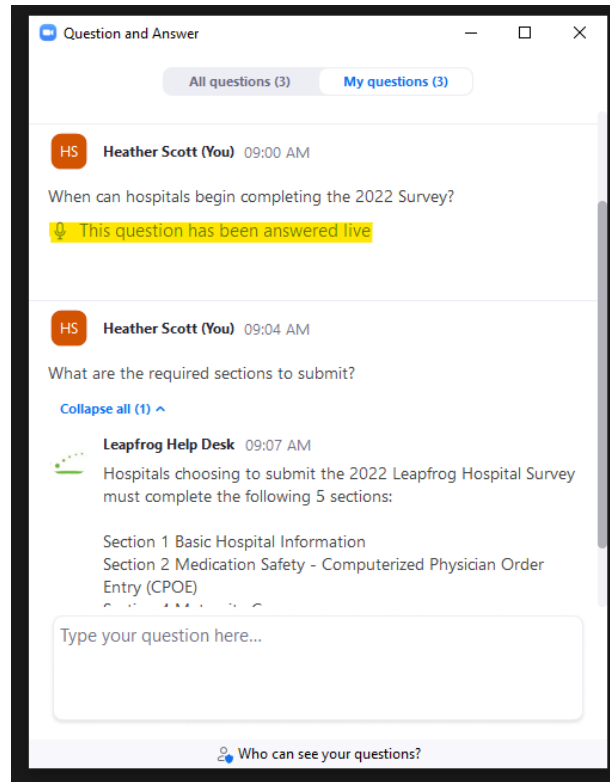 Question and Answer
All questions (3) My questions (3)
HS Heather Scott (You) 09:00 AM
When can hospitals begin completing the 2022 Survey?
This question has been answered live
HS Heather Scott (You) 09:04 AM
What are the required sections to submit?
Collapse all (1)
Leapfrog Help Desk 09:07 AM
Hospitals choosing to submit the 2022 Leapfrog Hospital Survey
must complete the following 5 sections:
Section 1 Basic Hospital Information
Section 2 Medication Safety - Computerized Physician Order
Entry (CPOE)
Type your question here...
Who can see your questions?